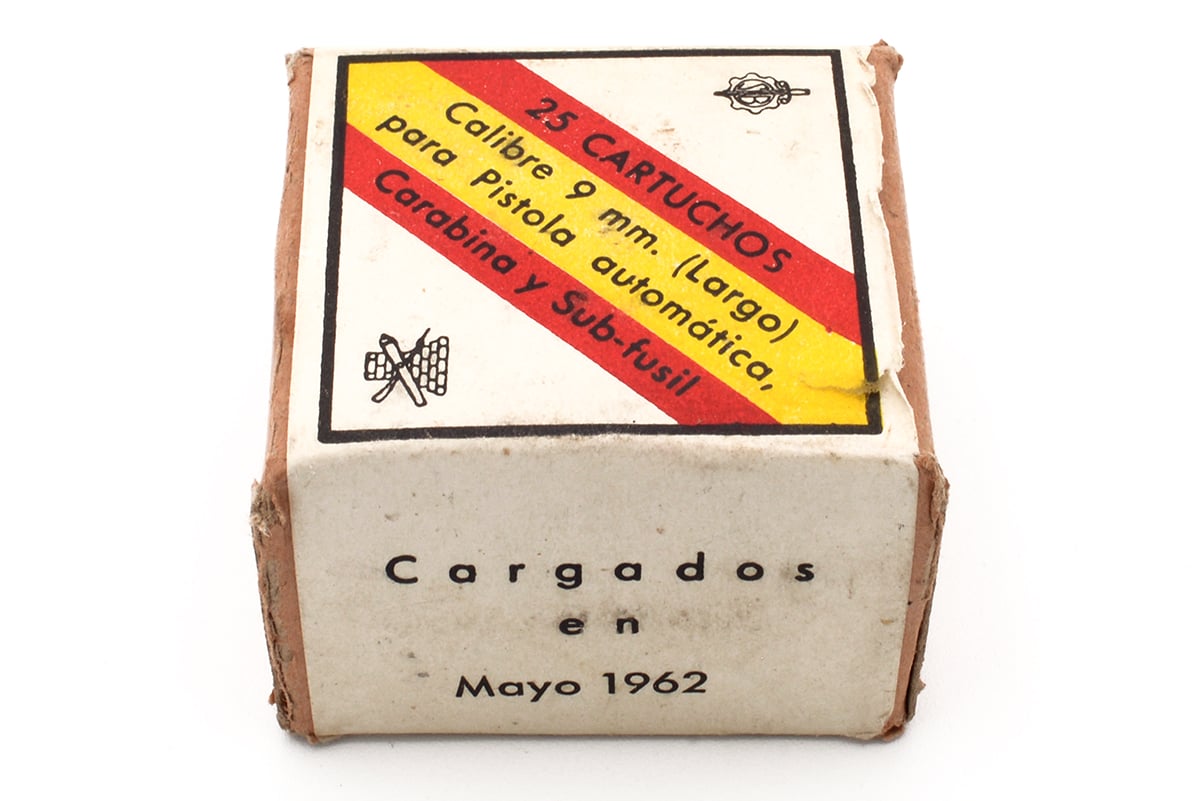 25 CARTUCHOS
Calibre 9 mm. (Largo)
para Pistola automática,
Carabina y Sub-fusil
Cargados
en
Mayo 1962